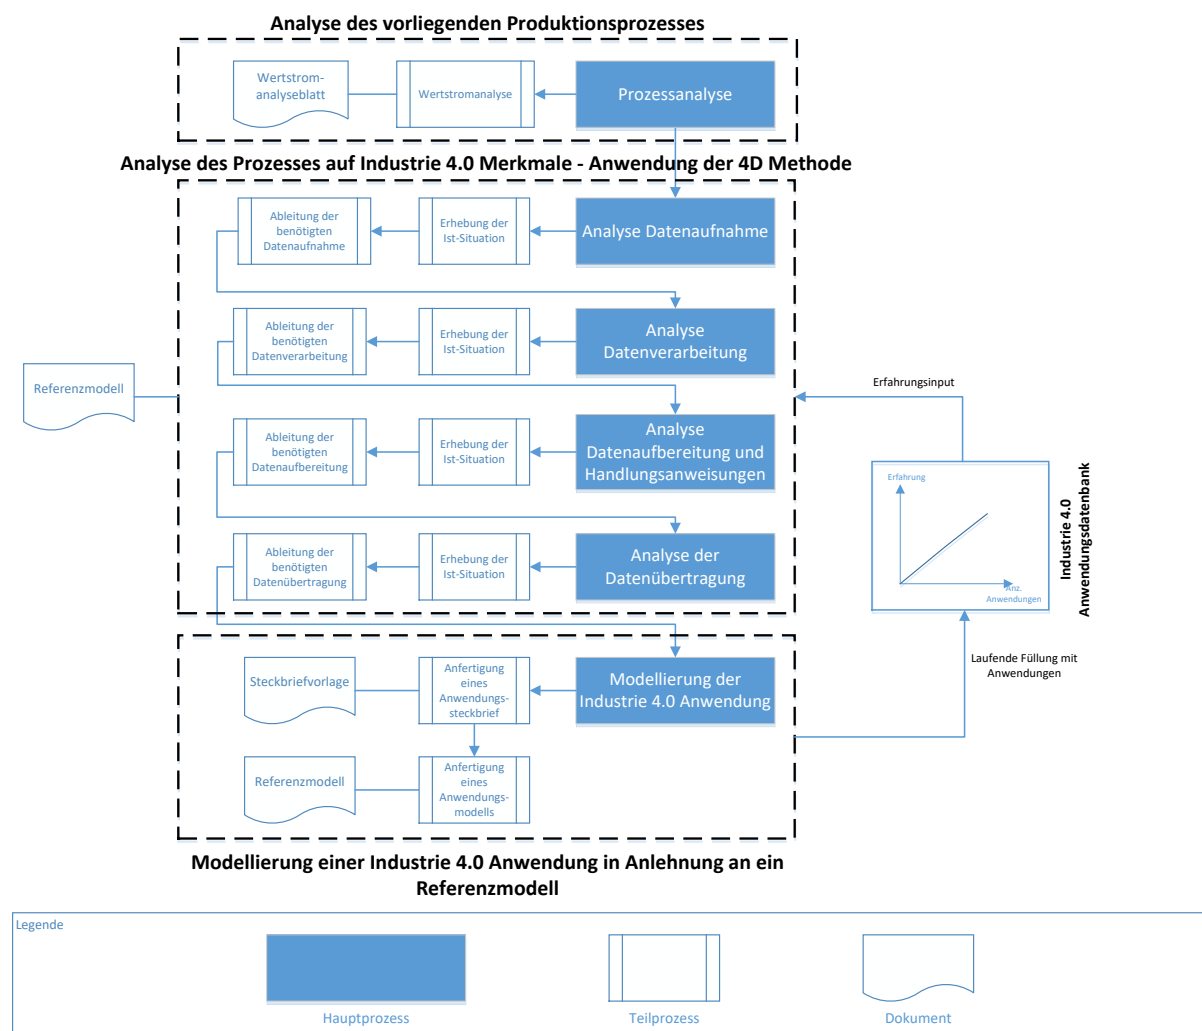 Analyse des vorliegenden Produktionsprozesses
Wertstrom-
analyseblatt
Wertstromanalyse
Prozessanalyse
Analyse des Prozesses auf Industrie 4.0 Merkmale - Anwendung der 4D Methode
Ableitung der
benötigten
Datenaufnahme
Erhebung der
Ist-Situation
Analyse Datenaufnahme
Ableitung der
benötigten
Datenverarbeitung
Erhebung der
Ist-Situation
Analyse
Datenverarbeitung
Referenzmodell
Erfahrungsinput
Ableitung der
benötigten
Datenaufbereitung
Erhebung der
Ist-Situation
Analyse
Datenaufbereitung und
Handlungsanweisungen
Erfahrung
Anz.
Anwendungen
Industrie 4.0
Anwendungsdatenbank
Ableitung der
benötigten
Datenübertragung
Erhebung der
Ist-Situation
Analyse der
Datenübertragung
Laufende Füllung mit
Anwendungen
Steckbriefvorlage
Anfertigung
eines
Anwendungs-
steckbrief
Modellierung der
Industrie 4.0 Anwendung
Referenzmodell
Anfertigung
eines
Anwendungs-
modells
Modellierung einer Industrie 4.0 Anwendung in Anlehnung an ein
Referenzmodell
Legende
Hauptprozess
Teilprozess
Dokument